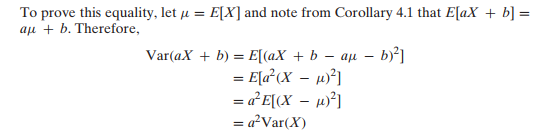 To prove this equality, let μ = E[X] and note from Corollary 4.1 that E[aX + b] =
aμ + b. Therefore,
Var(aX + b) = E[(aX + b − aμ − b)²]
= E[a²(X − μ)²]
= a²E[(X − μ)²]
= a²Var(X)